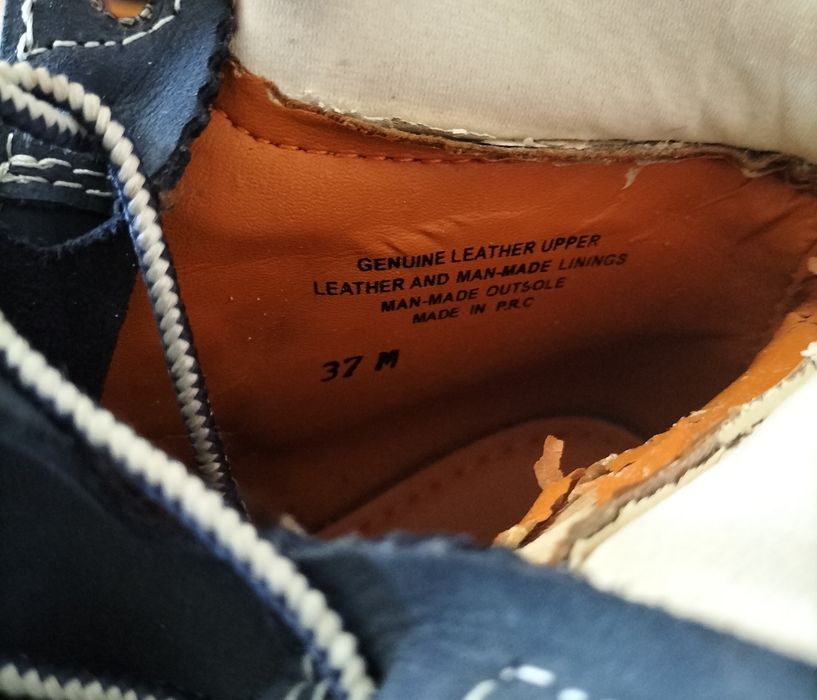 GENUINE LEATHER UPPER
LEATHER AND MAN-MADE LININGS
MAN-MADE OUTSOLE
MADE IN P.R.C
37 M